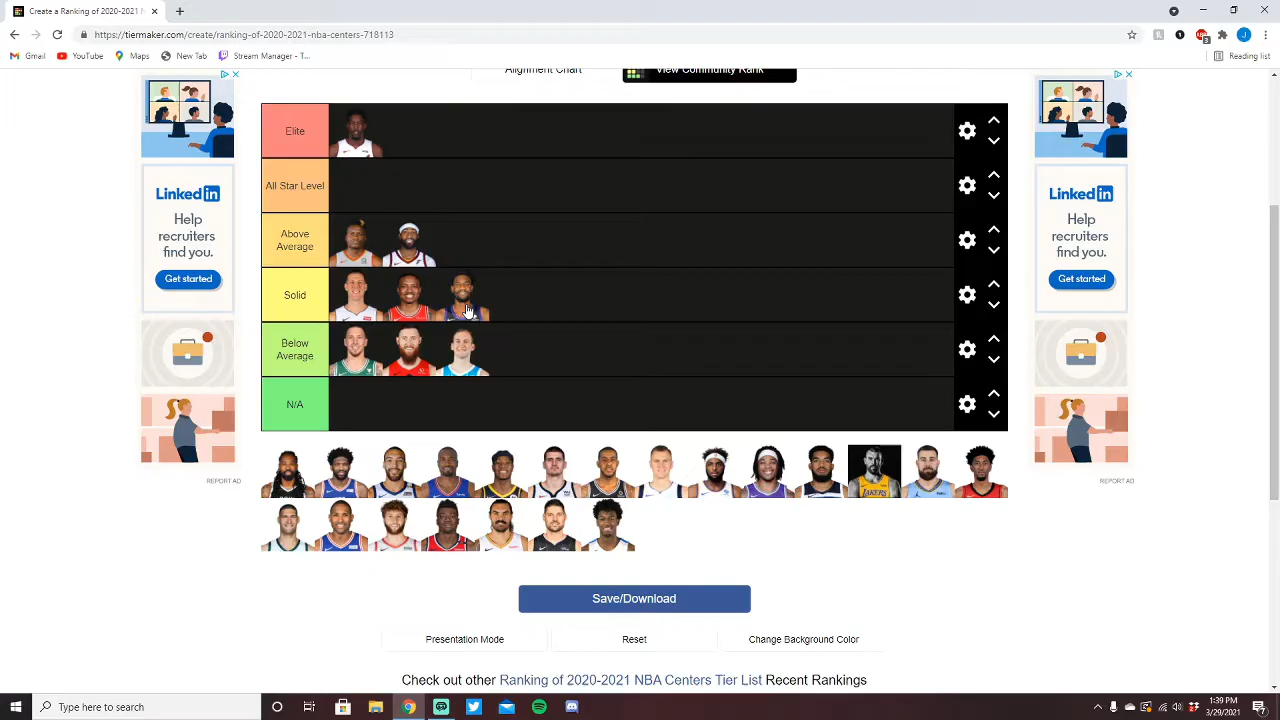 Create a Ranking of 2020-2021 N
https://tiermaker.com/create/ranking-of-2020-2021-nba-centers-718113
Gmail
YouTube
Maps
New Tab
Stream Manager - T...
Reading list
Alignment Chart
View Community Rank
Elite
All Star Level
Above
Average
Solid
Below
Average
N/A
LinkedIn
Help
recruiters
find you.
Get started
REPORT AD
LinkedIn
Help
recruiters
find you.
Get started
REPORT AD
LAKERS
Save/Download
Presentation Mode
Reset
Change Background Color
Check out other Ranking of 2020-2021 NBA Centers Tier List Recent Rankings
Type here to search
1:39 PM
3/29/2021